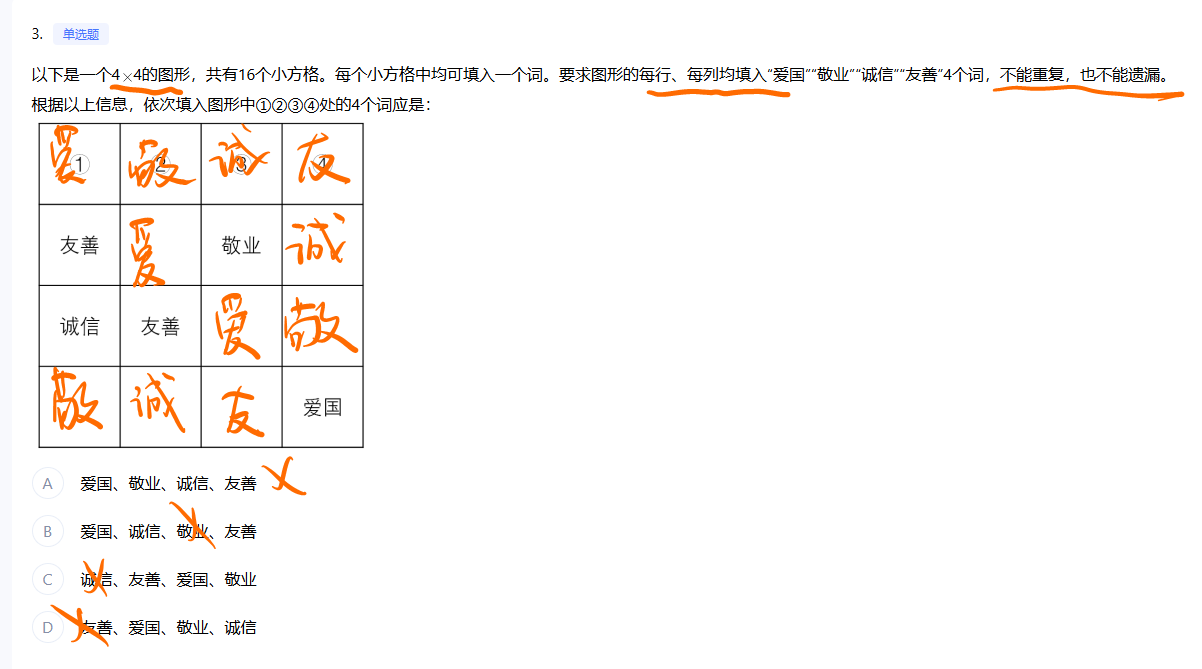 3. 单选题
以下是一个4×4的图形，共有16个小方格。每个小方格中均可填入一个词。要求图形的每行、每列均填入“爱国”“敬业”“诚信”“友善”4个词，不能重复，也不能遗漏。
根据以上信息，依次填入图形中①②③④处的4个词应是：
爱① 敬② 诚③ 友④
友善 爱 敬业 诚
诚信 友善 爱 敬
敬 诚 友 爱国
A 爱国、敬业、诚信、友善 X
B 爱国、诚信、敬业、友善
C 诚信、友善、爱国、敬业
D 友善、爱国、敬业、诚信